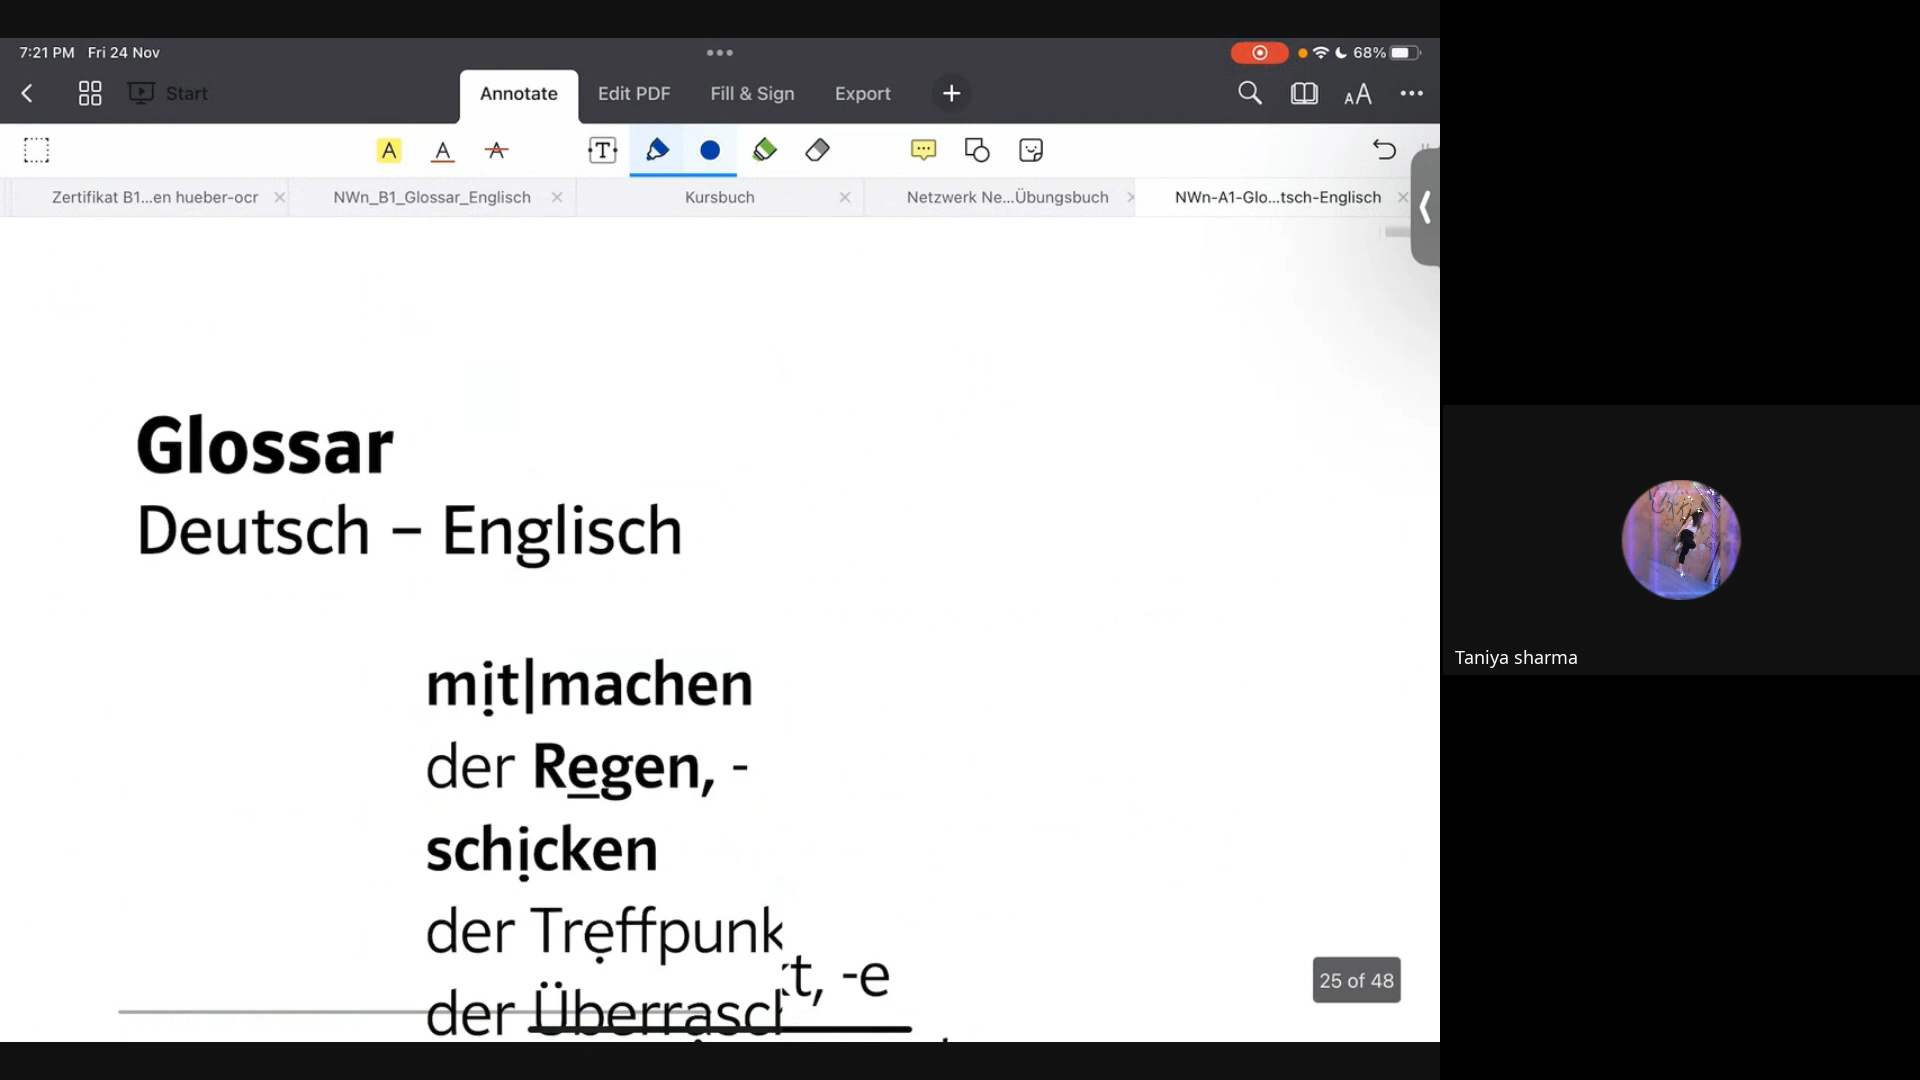 7:21 PM Fri 24 Nov
68%
Start
Annotate
Edit PDF
Fill & Sign
Export
Zertifikat B1...en hueber-ocr
NWn_B1_Glossar_Englisch
Kursbuch
Netzwerk Ne...Übungsbuch
NWn-A1-Glo...tsch-Englisch
Glossar
Deutsch – Englisch
mit|machen
der Regen, -
schicken
der Treffpunkt, -e
der
25 of 48
Taniya sharma